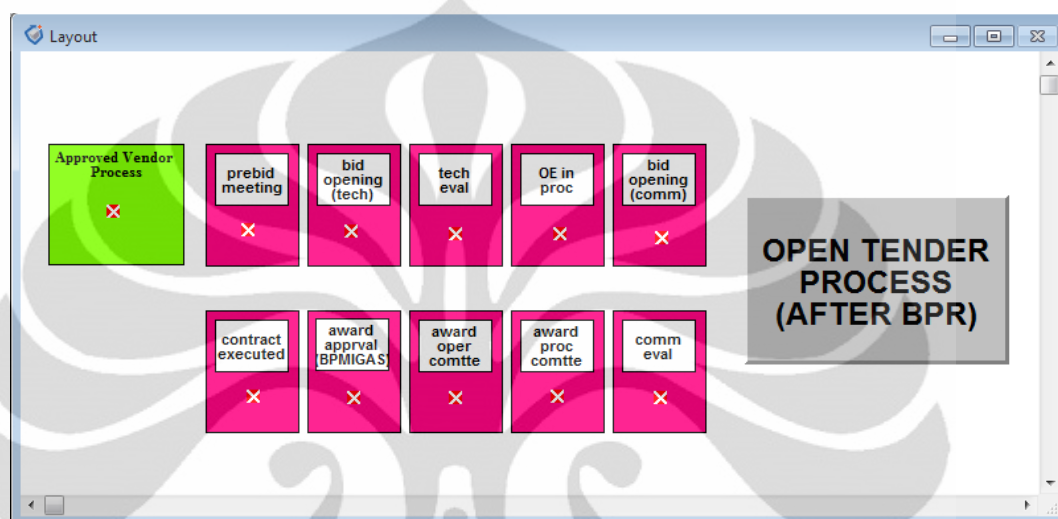 Layout
Approved Vendor
Process
prebid
meeting
bid
opening
(tech)
tech
eval
OE in
proc
bid
opening
(comm)
OPEN TENDER
PROCESS
(AFTER BPR)
contract
executed
award
apprval
(BPMIGAS)
award
oper
comtte
award
proc
comtte
comm
eval